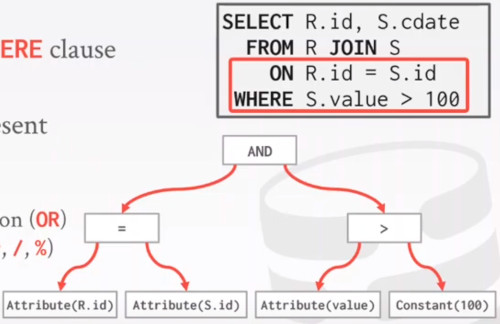 SELECT R.id, S.cdate
FROM R JOIN S
ON R.id = S.id
WHERE S.value > 100
ERE clause
esent
on (OR)
, /, %)
AND
=
>
Attribute(R.id)
Attribute(S.id)
Attribute(value)
Constant(100)